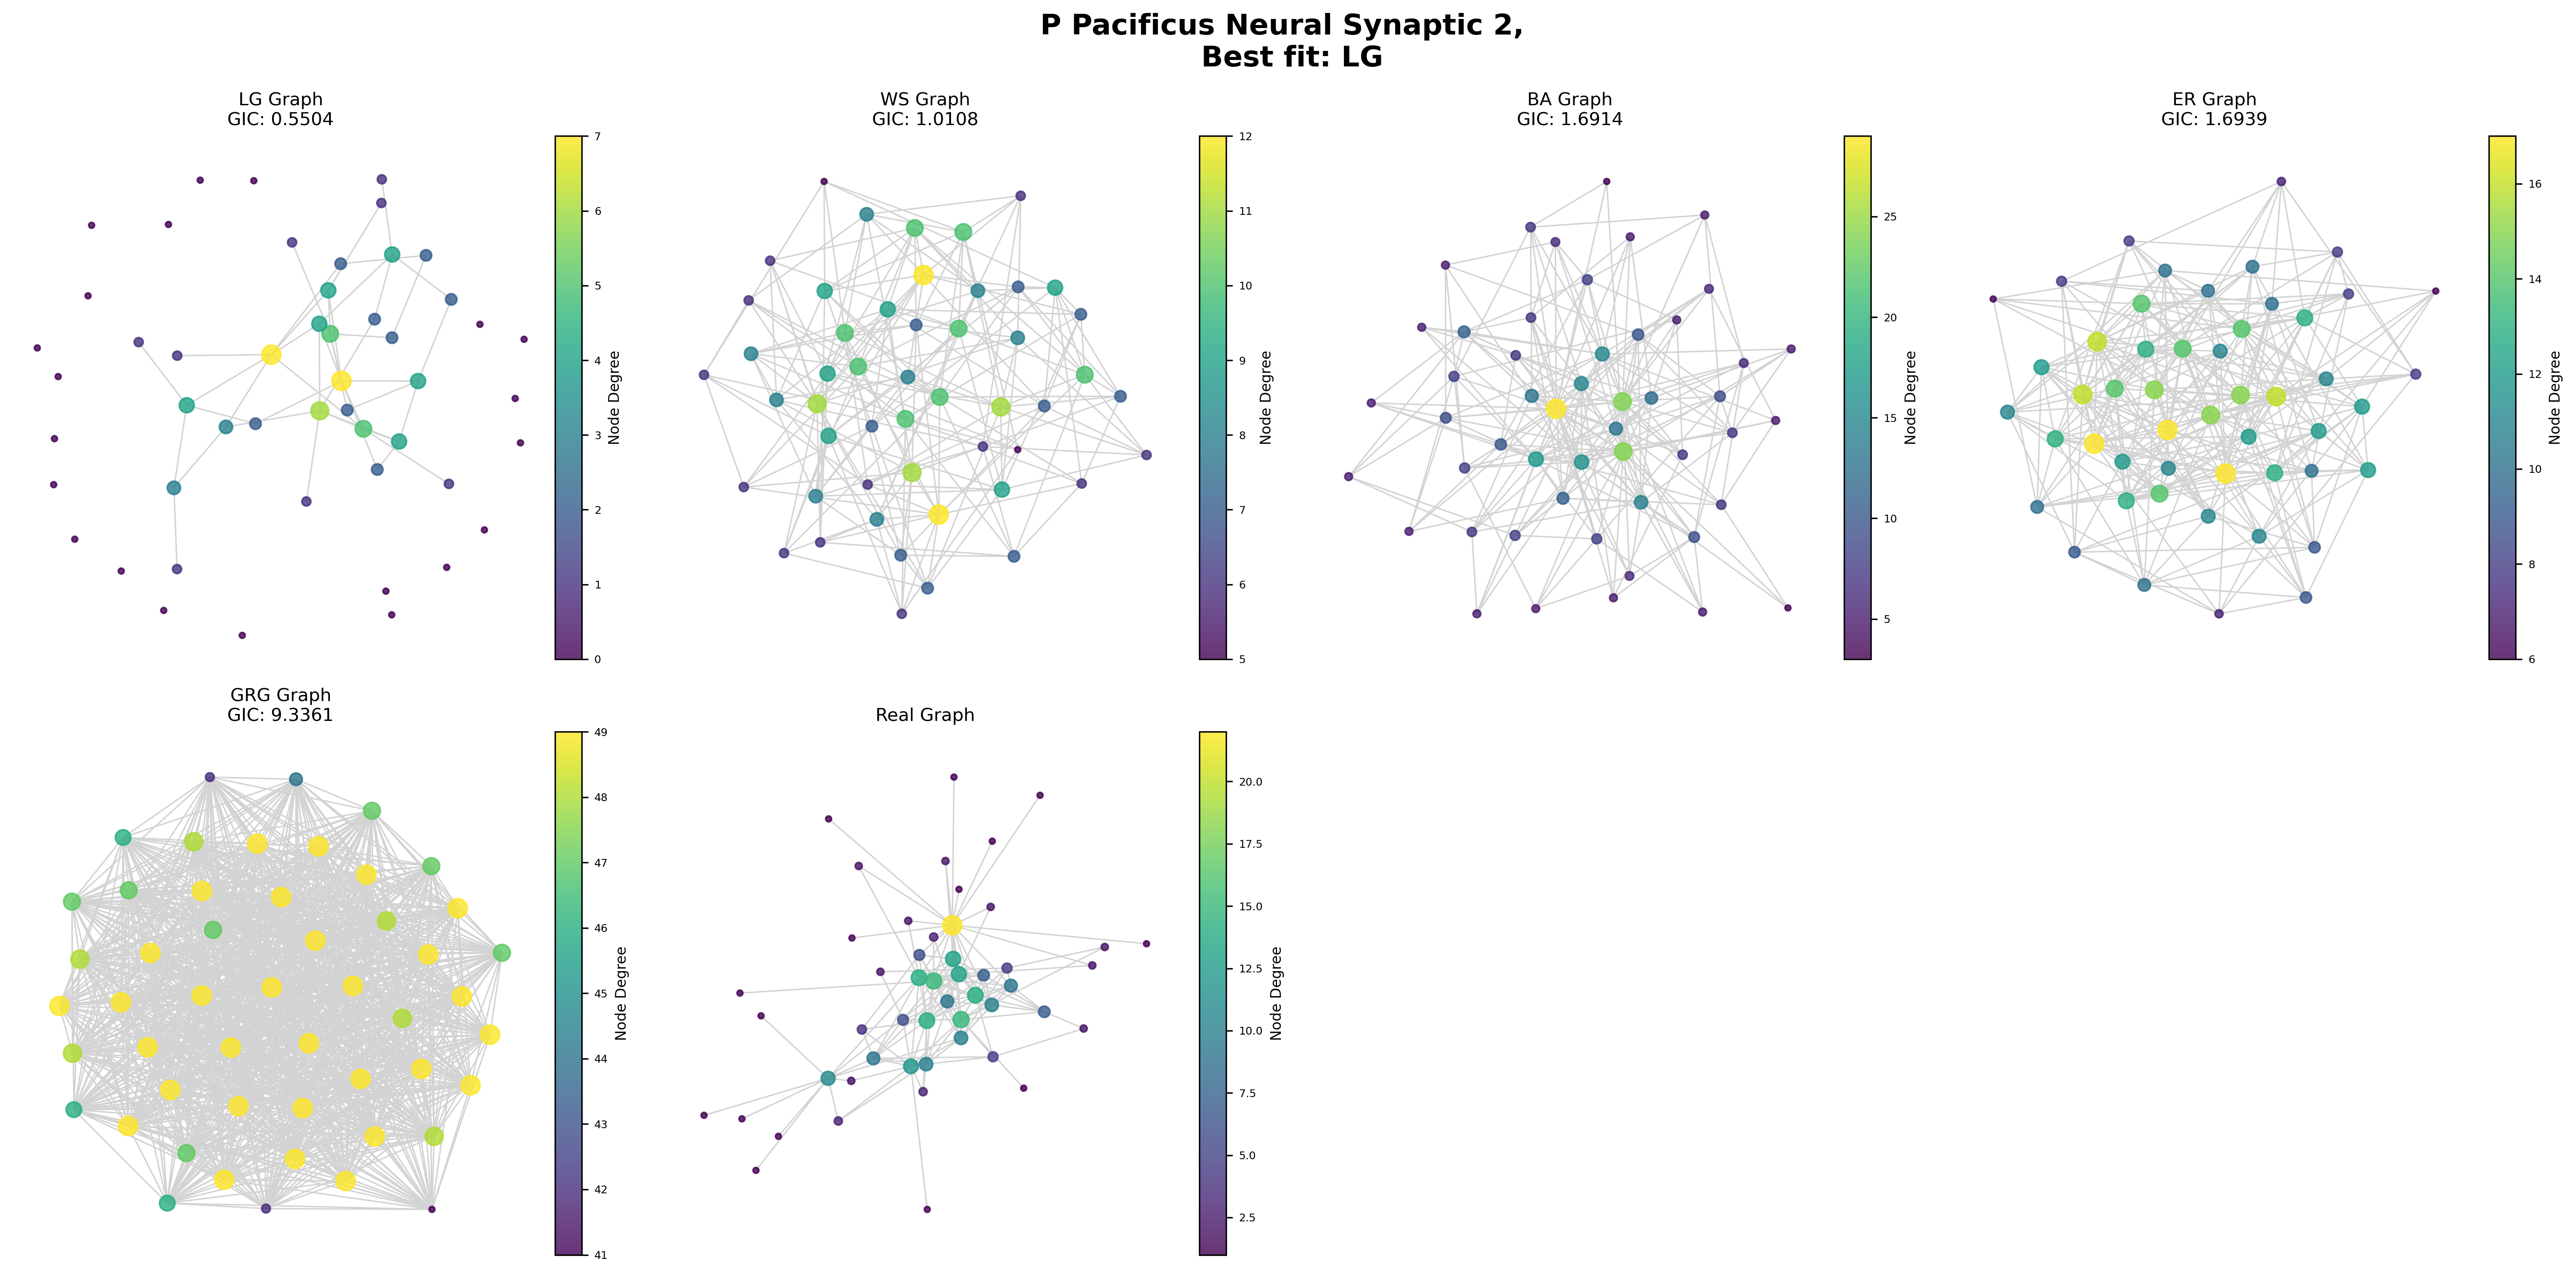 P Pacificus Neural Synaptic 2,
Best fit: LG
LG Graph
GIC: 0.5504
7
6
5
4
3
2
1
0
Node Degree
WS Graph
GIC: 1.0108
12
11
10
9
8
7
6
5
Node Degree
BA Graph
GIC: 1.6914
25
20
15
10
5
Node Degree
ER Graph
GIC: 1.6939
16
14
12
10
8
6
Node Degree
GRG Graph
GIC: 9.3361
49
48
47
46
45
44
43
42
41
Node Degree
Real Graph
20.0
17.5
15.0
12.5
10.0
7.5
5.0
2.5
Node Degree